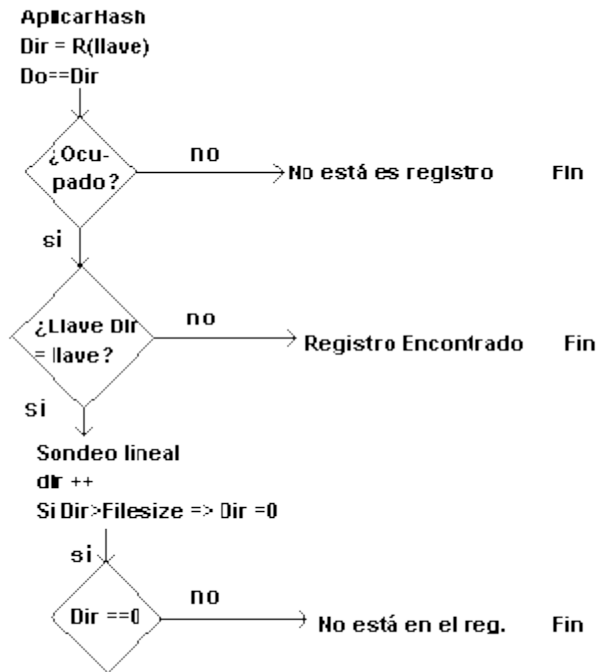 AplicarHash
Dir = R(llave)
Do==Dir
¿Ocu-
pado?
no
No está es registro
Fin
si
¿Llave Dir
= llave?
no
Registro Encontrado
Fin
si
Sondeo lineal
dir ++
Si Dir>Filesize => Dir =0
si
Dir ==0
no
No está en el reg.
Fin